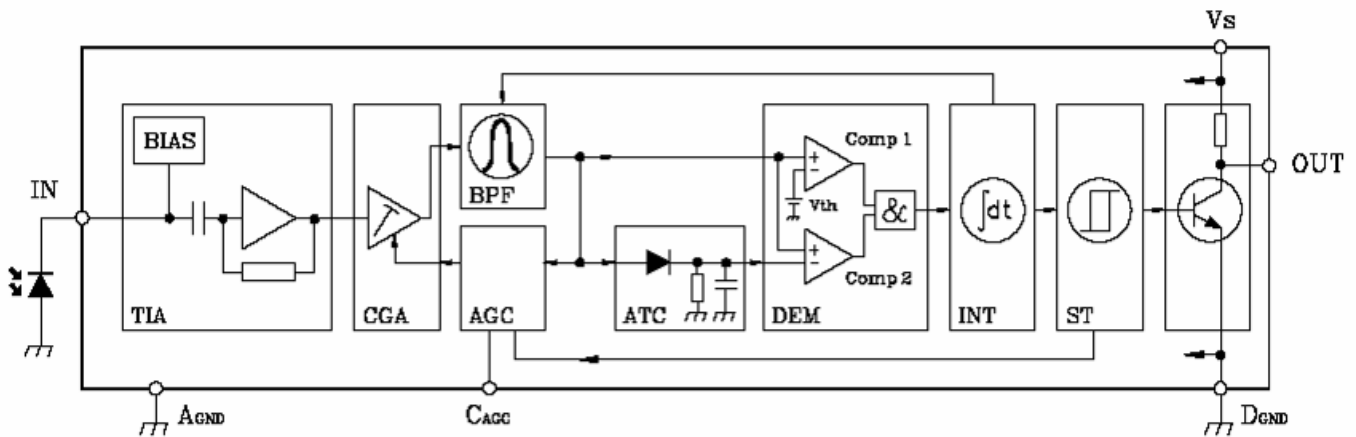 Vs
BIAS
Comp 1
IN
OUT
BPF
Vth
&
∫dt
Comp 2
TIA
CGA
AGC
ATC
DEM
INT
ST
AGND
CAGC
DGND